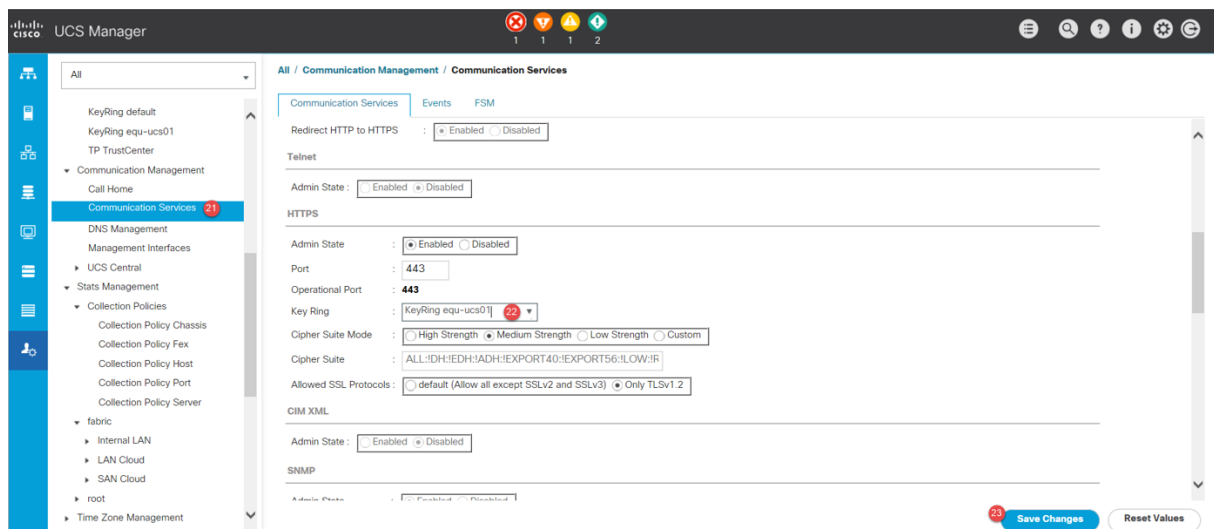 cisco UCS Manager
1 1 1 2
All
All / Communication Management / Communication Services
Communication Services Events FSM
KeyRing default
KeyRing equ-ucs01
TP TrustCenter
Communication Management
Call Home
Communication Services 21
DNS Management
Management Interfaces
UCS Central
Stats Management
Collection Policies
Collection Policy Chassis
Collection Policy Fex
Collection Policy Host
Collection Policy Port
Collection Policy Server
fabric
Internal LAN
LAN Cloud
SAN Cloud
root
Time Zone Management
Redirect HTTP to HTTPS : Enabled Disabled
Telnet
Admin State : Enabled Disabled
HTTPS
Admin State : Enabled Disabled
Port : 443
Operational Port : 443
Key Ring : KeyRing equ-ucs01 22
Cipher Suite Mode : High Strength Medium Strength Low Strength Custom
Cipher Suite : ALL:!DH:!EDH:!ADH:!EXPORT40:!EXPORT56:!LOW:!R
Allowed SSL Protocols : default (Allow all except SSLv2 and SSLv3) Only TLSv1.2
CIM XML
Admin State : Enabled Disabled
SNMP
Admin State : Enabled Disabled
23 Save Changes Reset Values